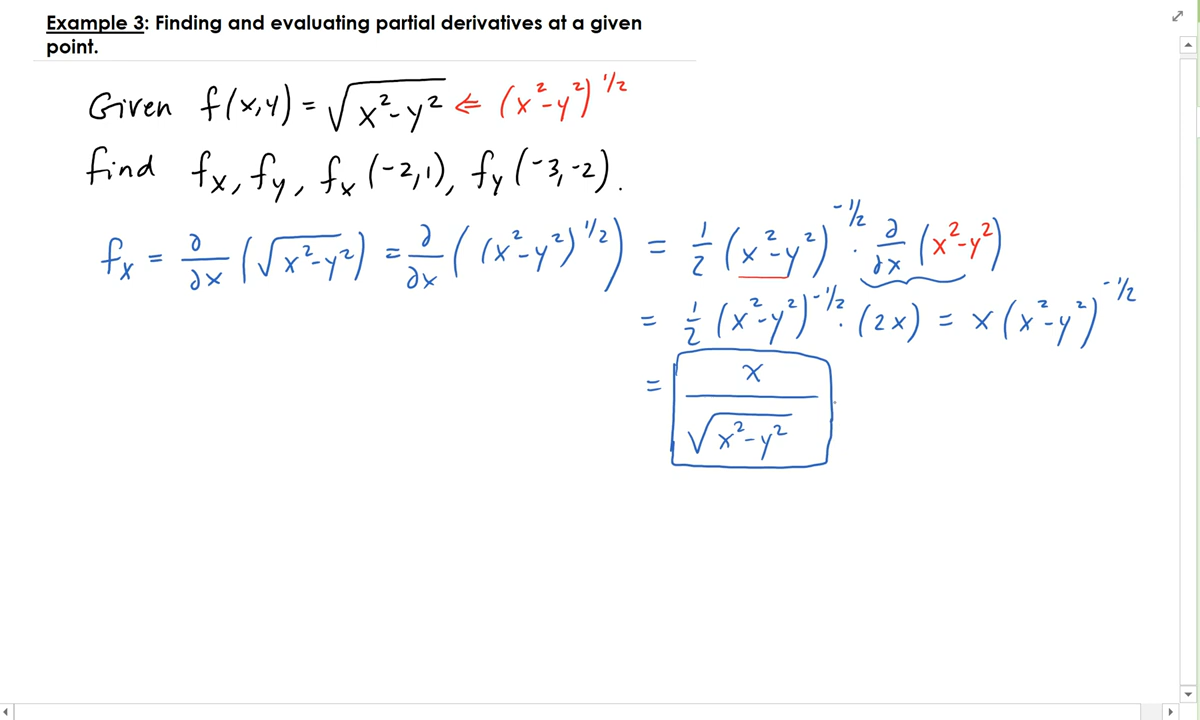 Example 3: Finding and evaluating partial derivatives at a given
point.
Given f(x,y) = √(x²-y²) ⇐ (x²-y²)^1/2
find fx, fy, fx(-2,1), fy(-3,-2).
fx = ∂/∂x (√(x²-y²)) = ∂/∂x ((x²-y²)^1/2) = 1/2 (x²-y²)^-1/2 · ∂/∂x (x²-y²)
= 1/2 (x²-y²)^-1/2 · (2x) = x(x²-y²)^-1/2
= x/√(x²-y²)